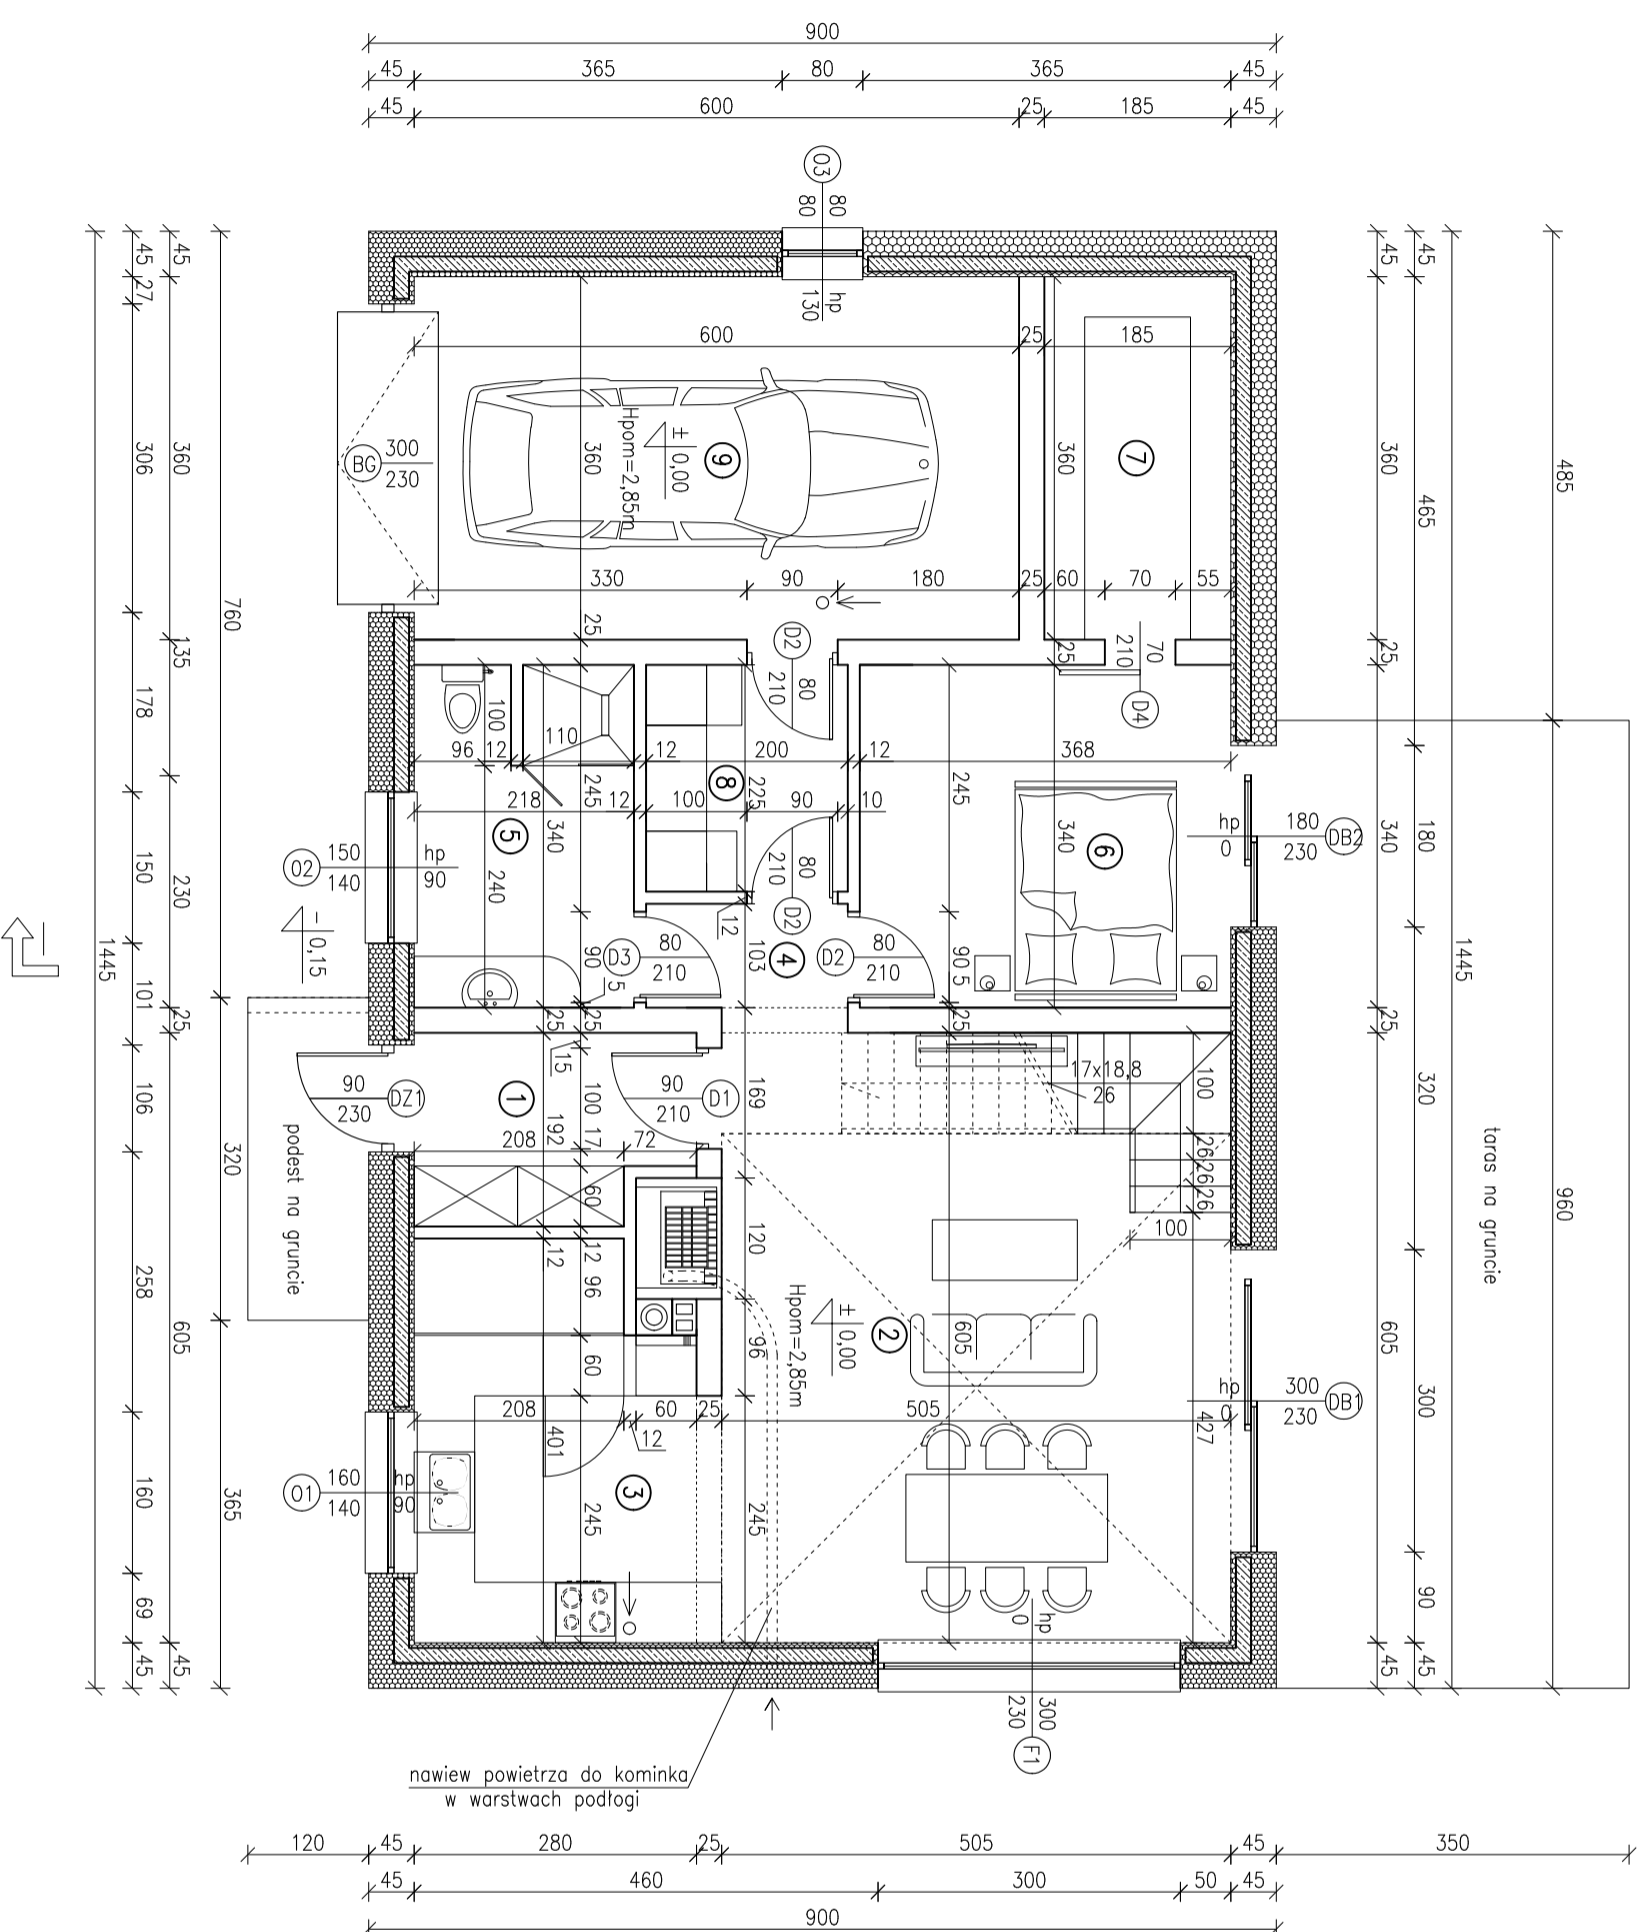 900
45 365 80 365 45
45 600 25 185 45
O3 80 80
hp 130
45 45
27
360
306
760
135
178
150
230
101
25
106
320
258
605
160
365
69
45 45
1445
485
45 45
360
465
25
340
180
1445
25
320
960
605
300
90
45 45
taras na gruncie
600 25 185
9
± 0,00
Hpom=2,85m
360
7
360
BG 300 230
330 90 180 25 60 70 55
25
D2 80 210
25
70 210
D4
100
96 12 110 12 200 12 368
8
225
245
218 12 100 90 10
5
340
240
245
340
6
hp 0
180 230 DB2
O2 150 140
hp 90
- 0,15
80 210
D2
12
103
4
D3 80 210
D2 80 210
90 5
90 5
25 25
25
15
1
DZ1 90 230
D1 90 210
100
192
17
208 72
169
17x18,8
26
100
26 26 26
100
podest na gruncie
60
120
12
12
96
60
96
Hpom=2,85m
± 0,00
2
605
hp 0
300 230 DB1
427
208 60 25 505
12
401
3
O1 160 140
hp 90
245
245
hp 0
300 230
F1
nawiew powietrza do kominka
w warstwach podłogi
120 45 280 25 505 45 350
45 460 300 50 45
900